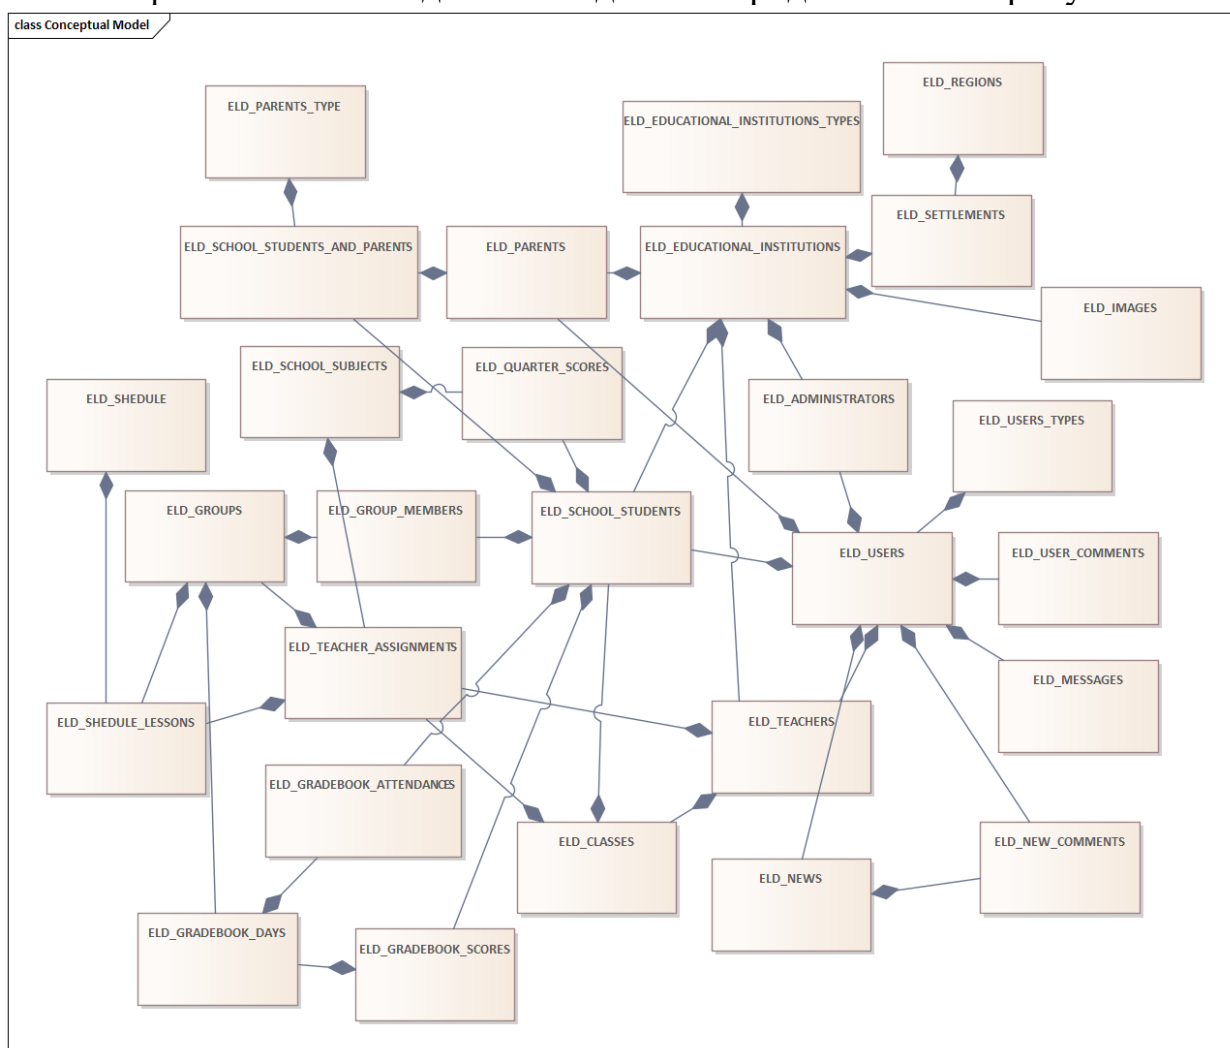 class Conceptual Model
ELD_REGIONS
ELD_PARENTS_TYPE
ELD_EDUCATIONAL_INSTITUTIONS_TYPES
ELD_SETTLEMENTS
ELD_SCHOOL_STUDENTS_AND_PARENTS
ELD_PARENTS
ELD_EDUCATIONAL_INSTITUTIONS
ELD_IMAGES
ELD_SCHOOL_SUBJECTS
ELD_QUARTER_SCORES
ELD_SHEDULE
ELD_ADMINISTRATORS
ELD_USERS_TYPES
ELD_GROUPS
ELD_GROUP_MEMBERS
ELD_SCHOOL_STUDENTS
ELD_USERS
ELD_USER_COMMENTS
ELD_TEACHER_ASSIGNMENTS
ELD_MESSAGES
ELD_SHEDULE_LESSONS
ELD_TEACHERS
ELD_GRADEBOOK_ATTENDANCES
ELD_CLASSES
ELD_NEW_COMMENTS
ELD_NEWS
ELD_GRADEBOOK_DAYS
ELD_GRADEBOOK_SCORES